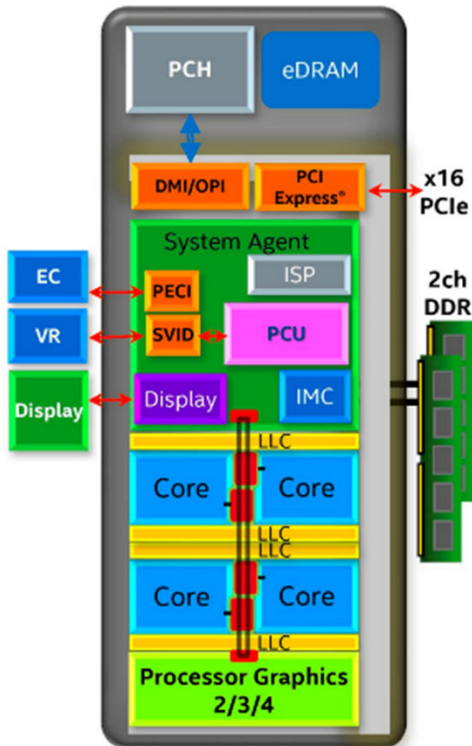 PCH
eDRAM
DMI/OPI
PCI
Express®
x16
PCIe
System Agent
ISP
EC
PECI
2ch
DDR
VR
SVID
PCU
Display
Display
IMC
LLC
Core
Core
LLC
LLC
Core
Core
LLC
Processor Graphics
2/3/4